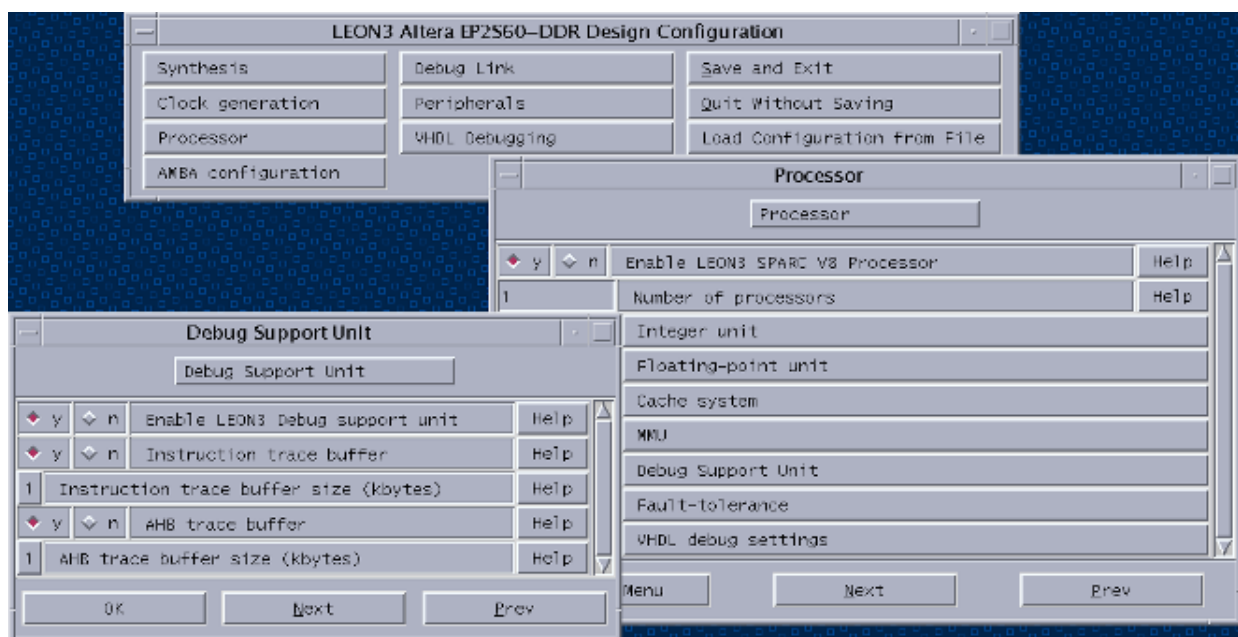 LEON3 Altera EP2S60-DDR Design Configuration
Synthesis Debug Link Save and Exit
Clock generation Peripherals Quit Without Saving
Processor VHDL Debugging Load Configuration from File
AMBA configuration
Processor
Processor
y n Enable LEON3 SPARC V8 Processor Help
1 Number of processors Help
Integer unit
Floating-point unit
Cache system
MMU
Debug Support Unit
Fault-tolerance
VHDL debug settings
Menu Next Prev
Debug Support Unit
Debug Support Unit
y n Enable LEON3 Debug support unit Help
y n Instruction trace buffer Help
1 Instruction trace buffer size (kbytes) Help
y n AHB trace buffer Help
1 AHB trace buffer size (kbytes) Help
OK Next Prev